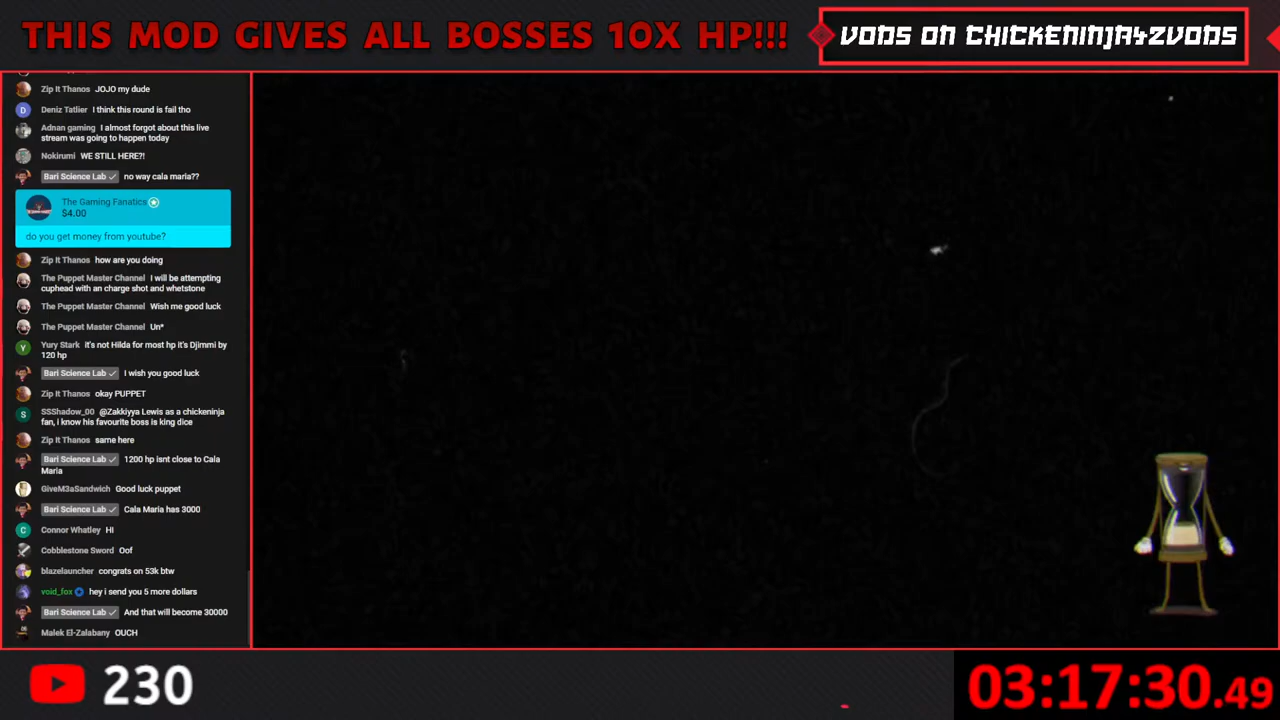 THIS MOD GIVES ALL BOSSES 10X HP!!!
VODS ON CHICKENINJA42VODS
Zip It Thanos JOJO my dude
D Deniz Tatlier I think this round is fail tho
Adnan gaming I almost forgot about this live
stream was going to happen today
Nokirumi WE STILL HERE?!
Bari Science Lab ✓ no way cala maria??
The Gaming Fanatics
$4.00
do you get money from youtube?
Zip It Thanos how are you doing
The Puppet Master Channel I will be attempting
cuphead with an charge shot and whetstone
The Puppet Master Channel Wish me good luck
The Puppet Master Channel Un*
Y Yury Stark it's not Hilda for most hp it's Djimmi by
120 hp
Bari Science Lab ✓ I wish you good luck
Zip It Thanos okay PUPPET
S SSShadow_00 @Zakkiyya Lewis as a chickeninja
fan, i know his favourite boss is king dice
Zip It Thanos same here
Bari Science Lab ✓ 1200 hp isnt close to Cala
Maria
GiveM3aSandwich Good luck puppet
Bari Science Lab ✓ Cala Maria has 3000
C Connor Whatley HI
Cobblestone Sword Oof
blazelauncher congrats on 53k btw
void_fox hey i send you 5 more dollars
Bari Science Lab ✓ And that will become 30000
Malek El-Zalabany OUCH
230
03:17:30.49